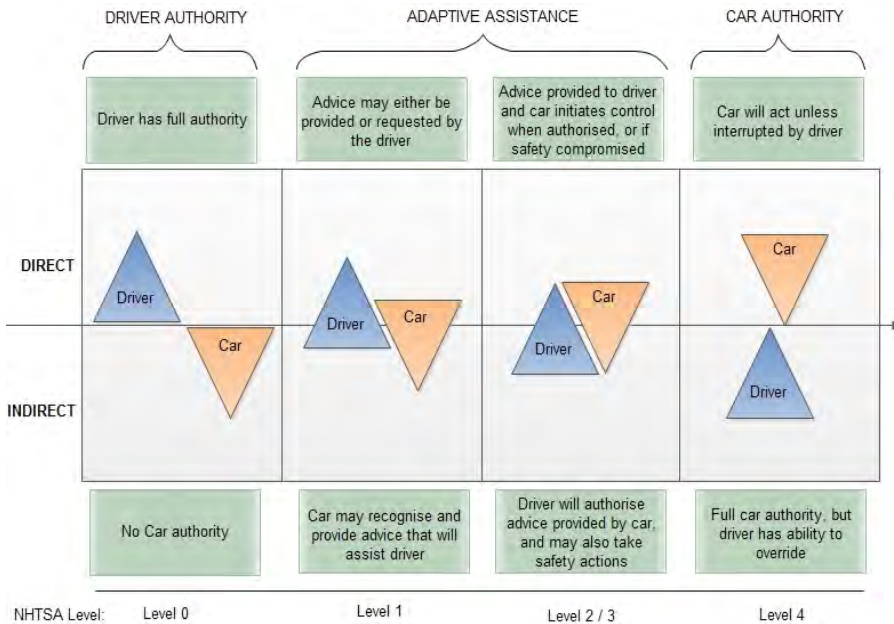 DRIVER AUTHORITY
ADAPTIVE ASSISTANCE
CAR AUTHORITY
Driver has full authority
Advice may either be
provided or requested by
the driver
Advice provided to driver
and car initiates control
when authorised, or if
safety compromised
Car will act unless
interrupted by driver
DIRECT
INDIRECT
Driver
Car
Driver
Car
Driver
Car
Car
Driver
No Car authority
Car may recognise and
provide advice that will
assist driver
Driver will authorise
advice provided by car,
and may also take
safety actions
Full car authority, but
driver has ability to
override
NHTSA Level:
Level 0
Level 1
Level 2 / 3
Level 4